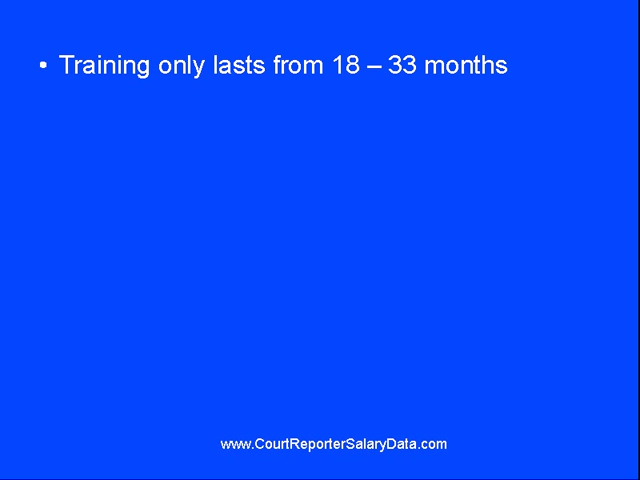 • Training only lasts from 18 – 33 months
www.CourtReporterSalaryData.com